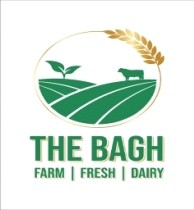 THE BAGH
FARM | FRESH | DAIRY